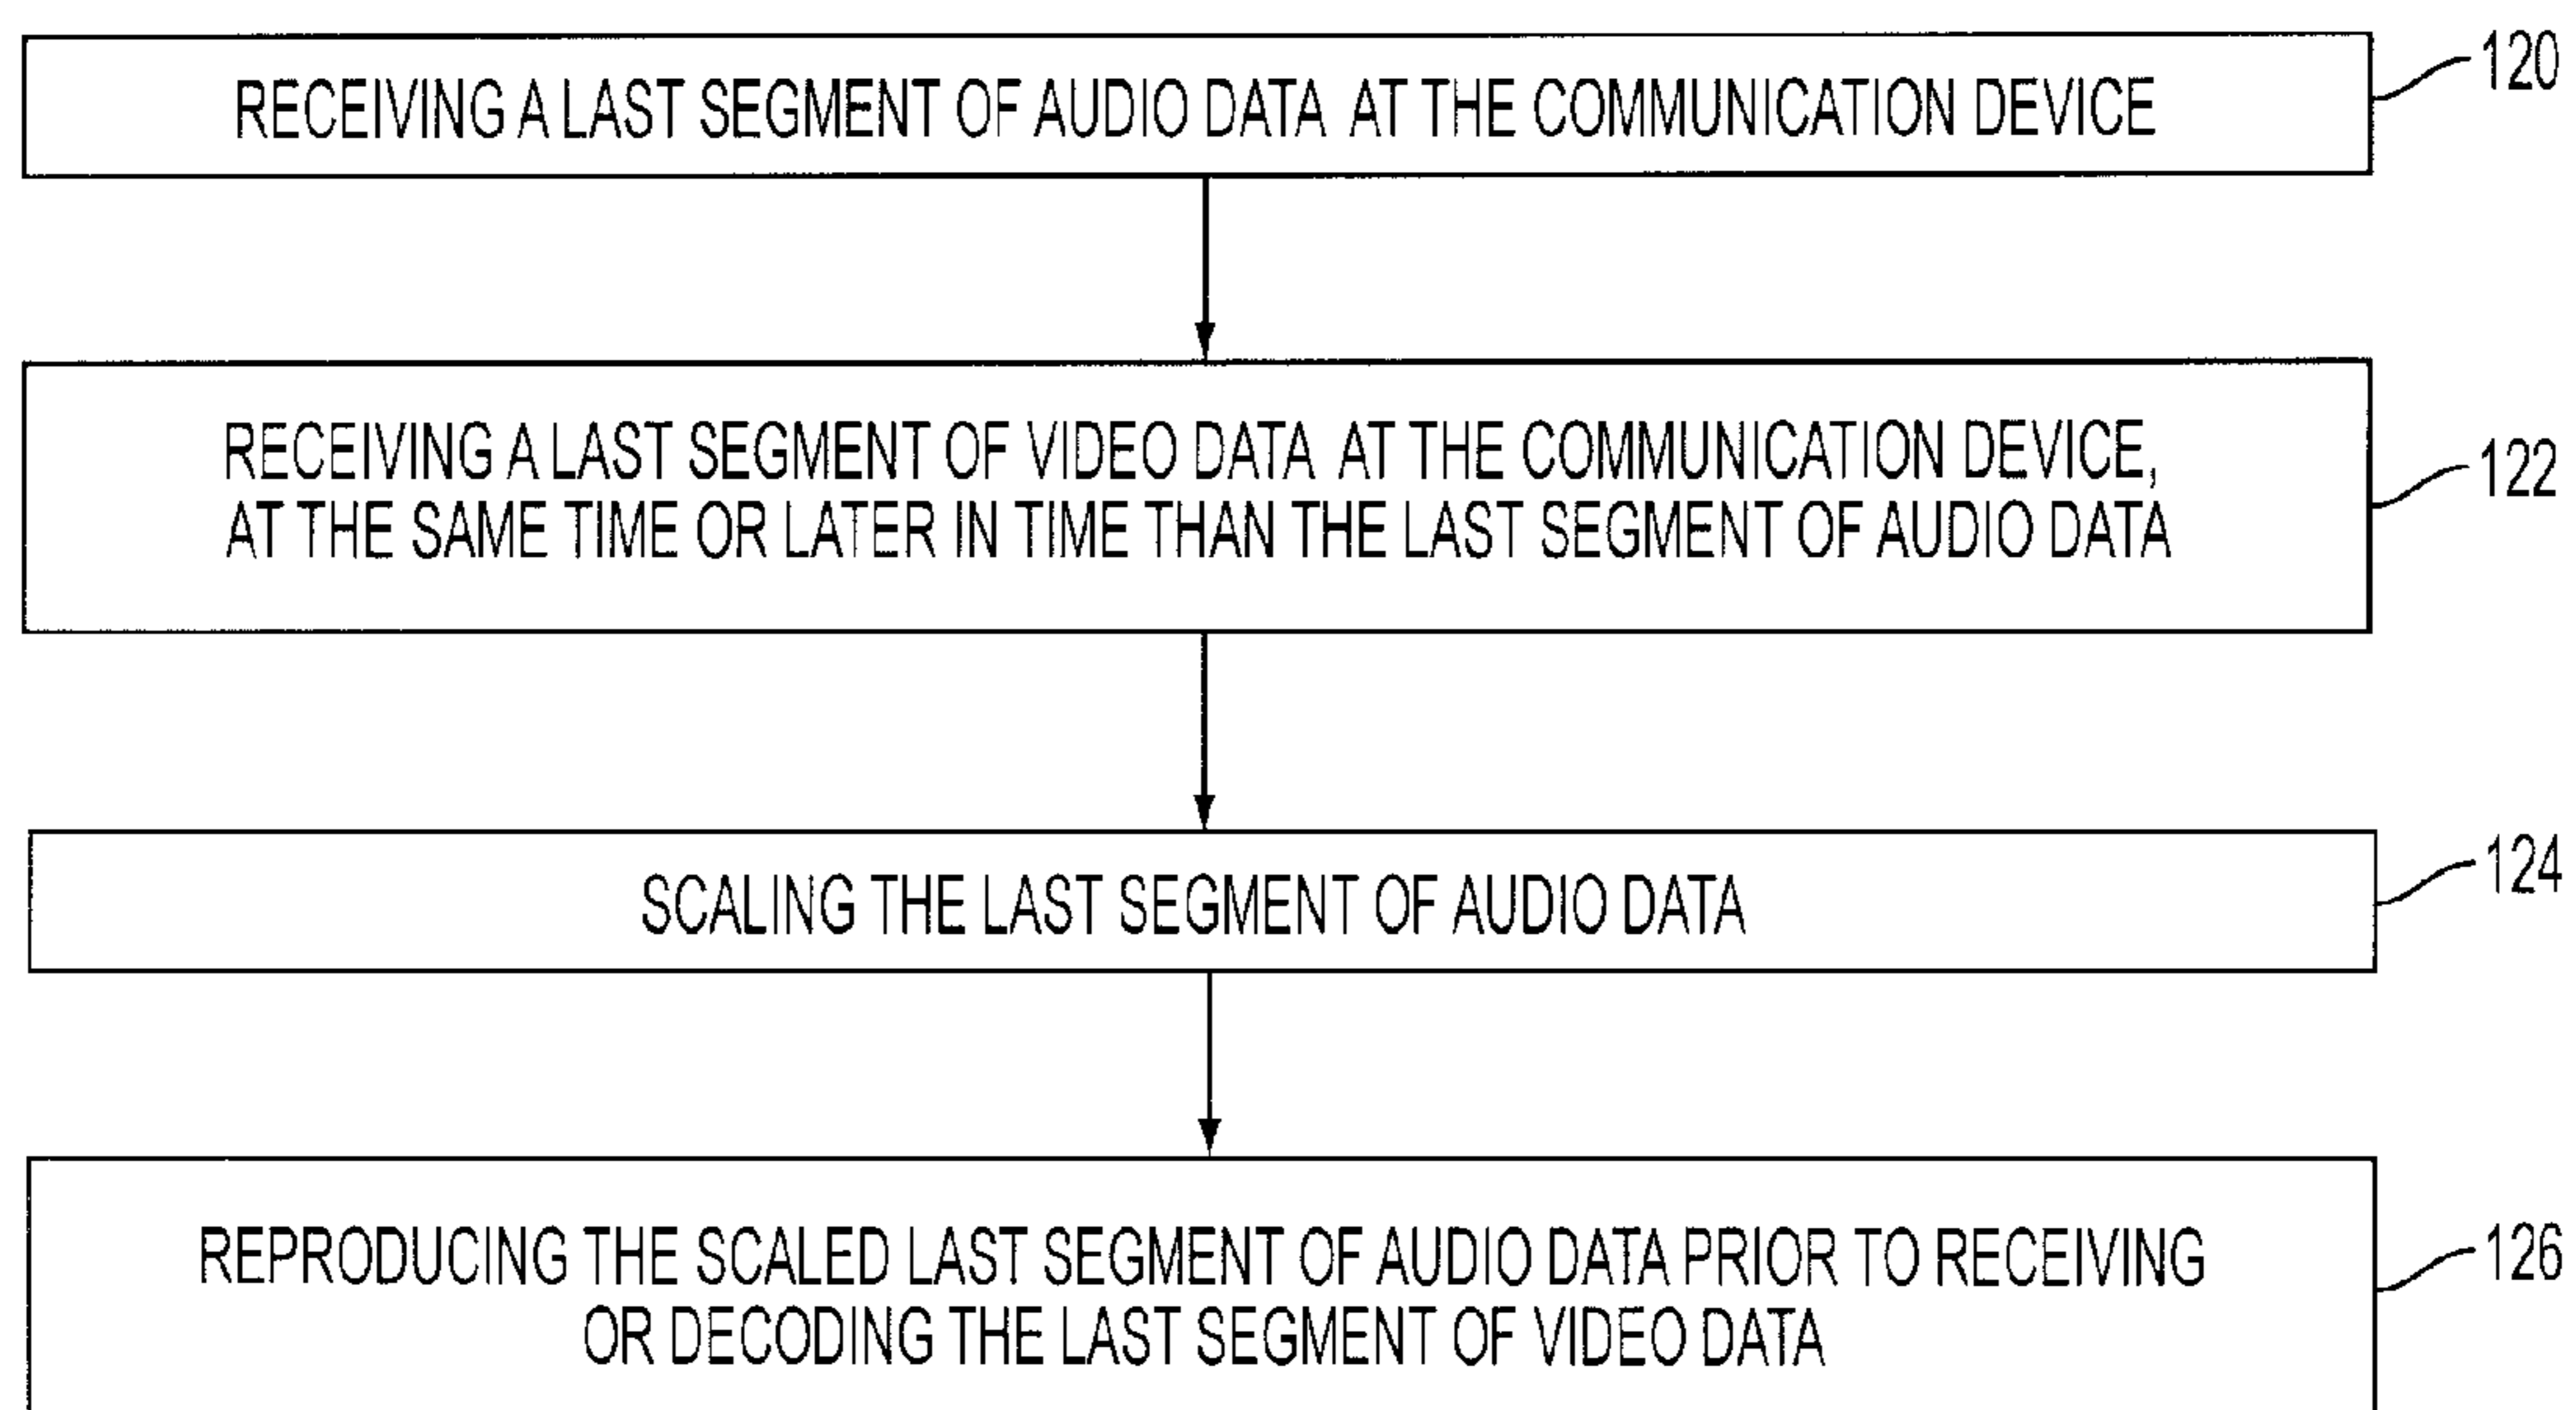 RECEIVING A LAST SEGMENT OF AUDIO DATA AT THE COMMUNICATION DEVICE
120
RECEIVING A LAST SEGMENT OF VIDEO DATA AT THE COMMUNICATION DEVICE,
AT THE SAME TIME OR LATER IN TIME THAN THE LAST SEGMENT OF AUDIO DATA
122
SCALING THE LAST SEGMENT OF AUDIO DATA
124
REPRODUCING THE SCALED LAST SEGMENT OF AUDIO DATA PRIOR TO RECEIVING
OR DECODING THE LAST SEGMENT OF VIDEO DATA
126